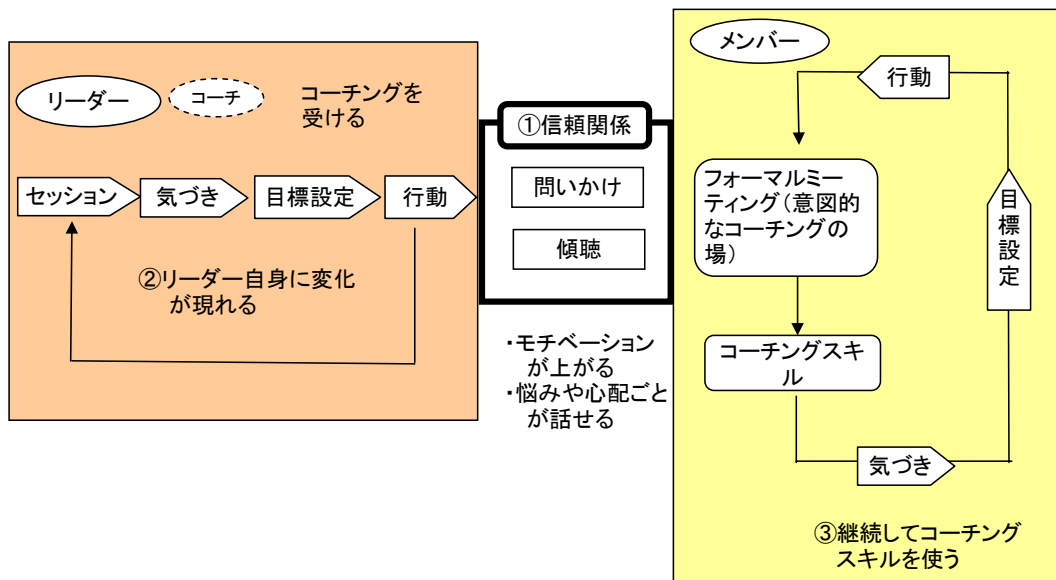 リーダー
コーチ
コーチングを
受ける
セッション
気づき
目標設定
行動
②リーダー自身に変化
が現れる
①信頼関係
問いかけ
傾聴
・モチベーション
が上がる
・悩みや心配ごと
が話せる
メンバー
行動
フォーマルミー
ティング(意図的
なコーチングの
場)
コーチングスキ
ル
気づき
目標設定
③継続してコーチング
スキルを使う